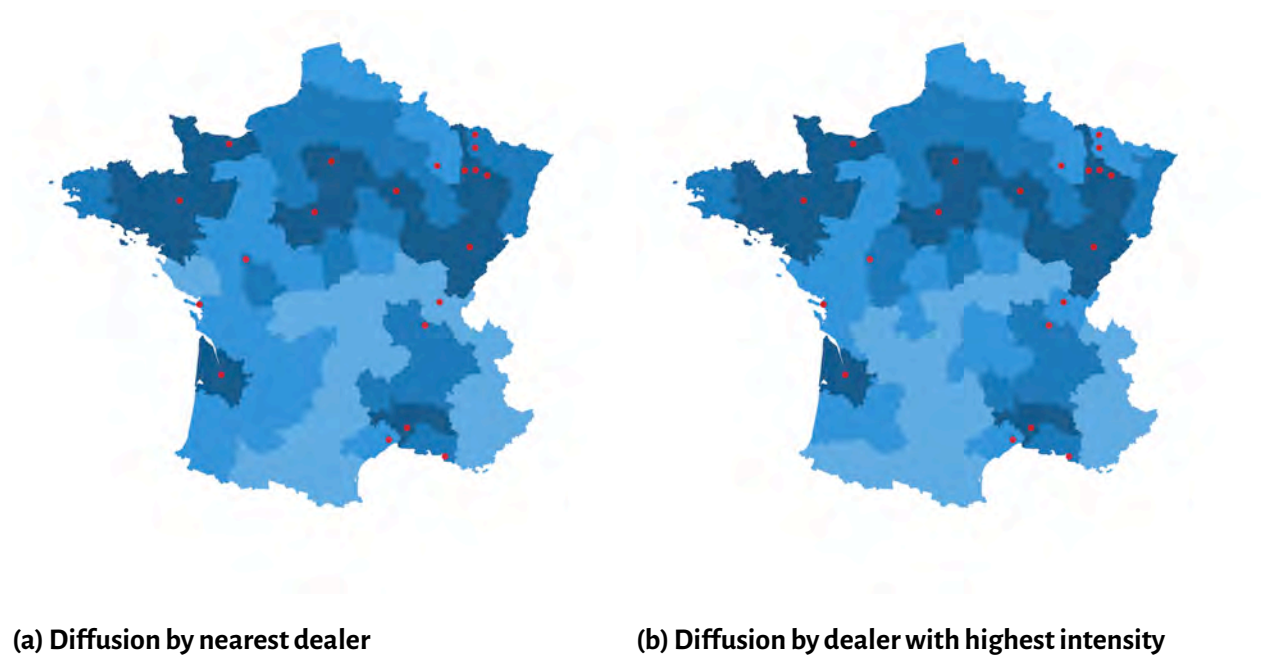 (a) Diffusion by nearest dealer
(b) Diffusion by dealer with highest intensity